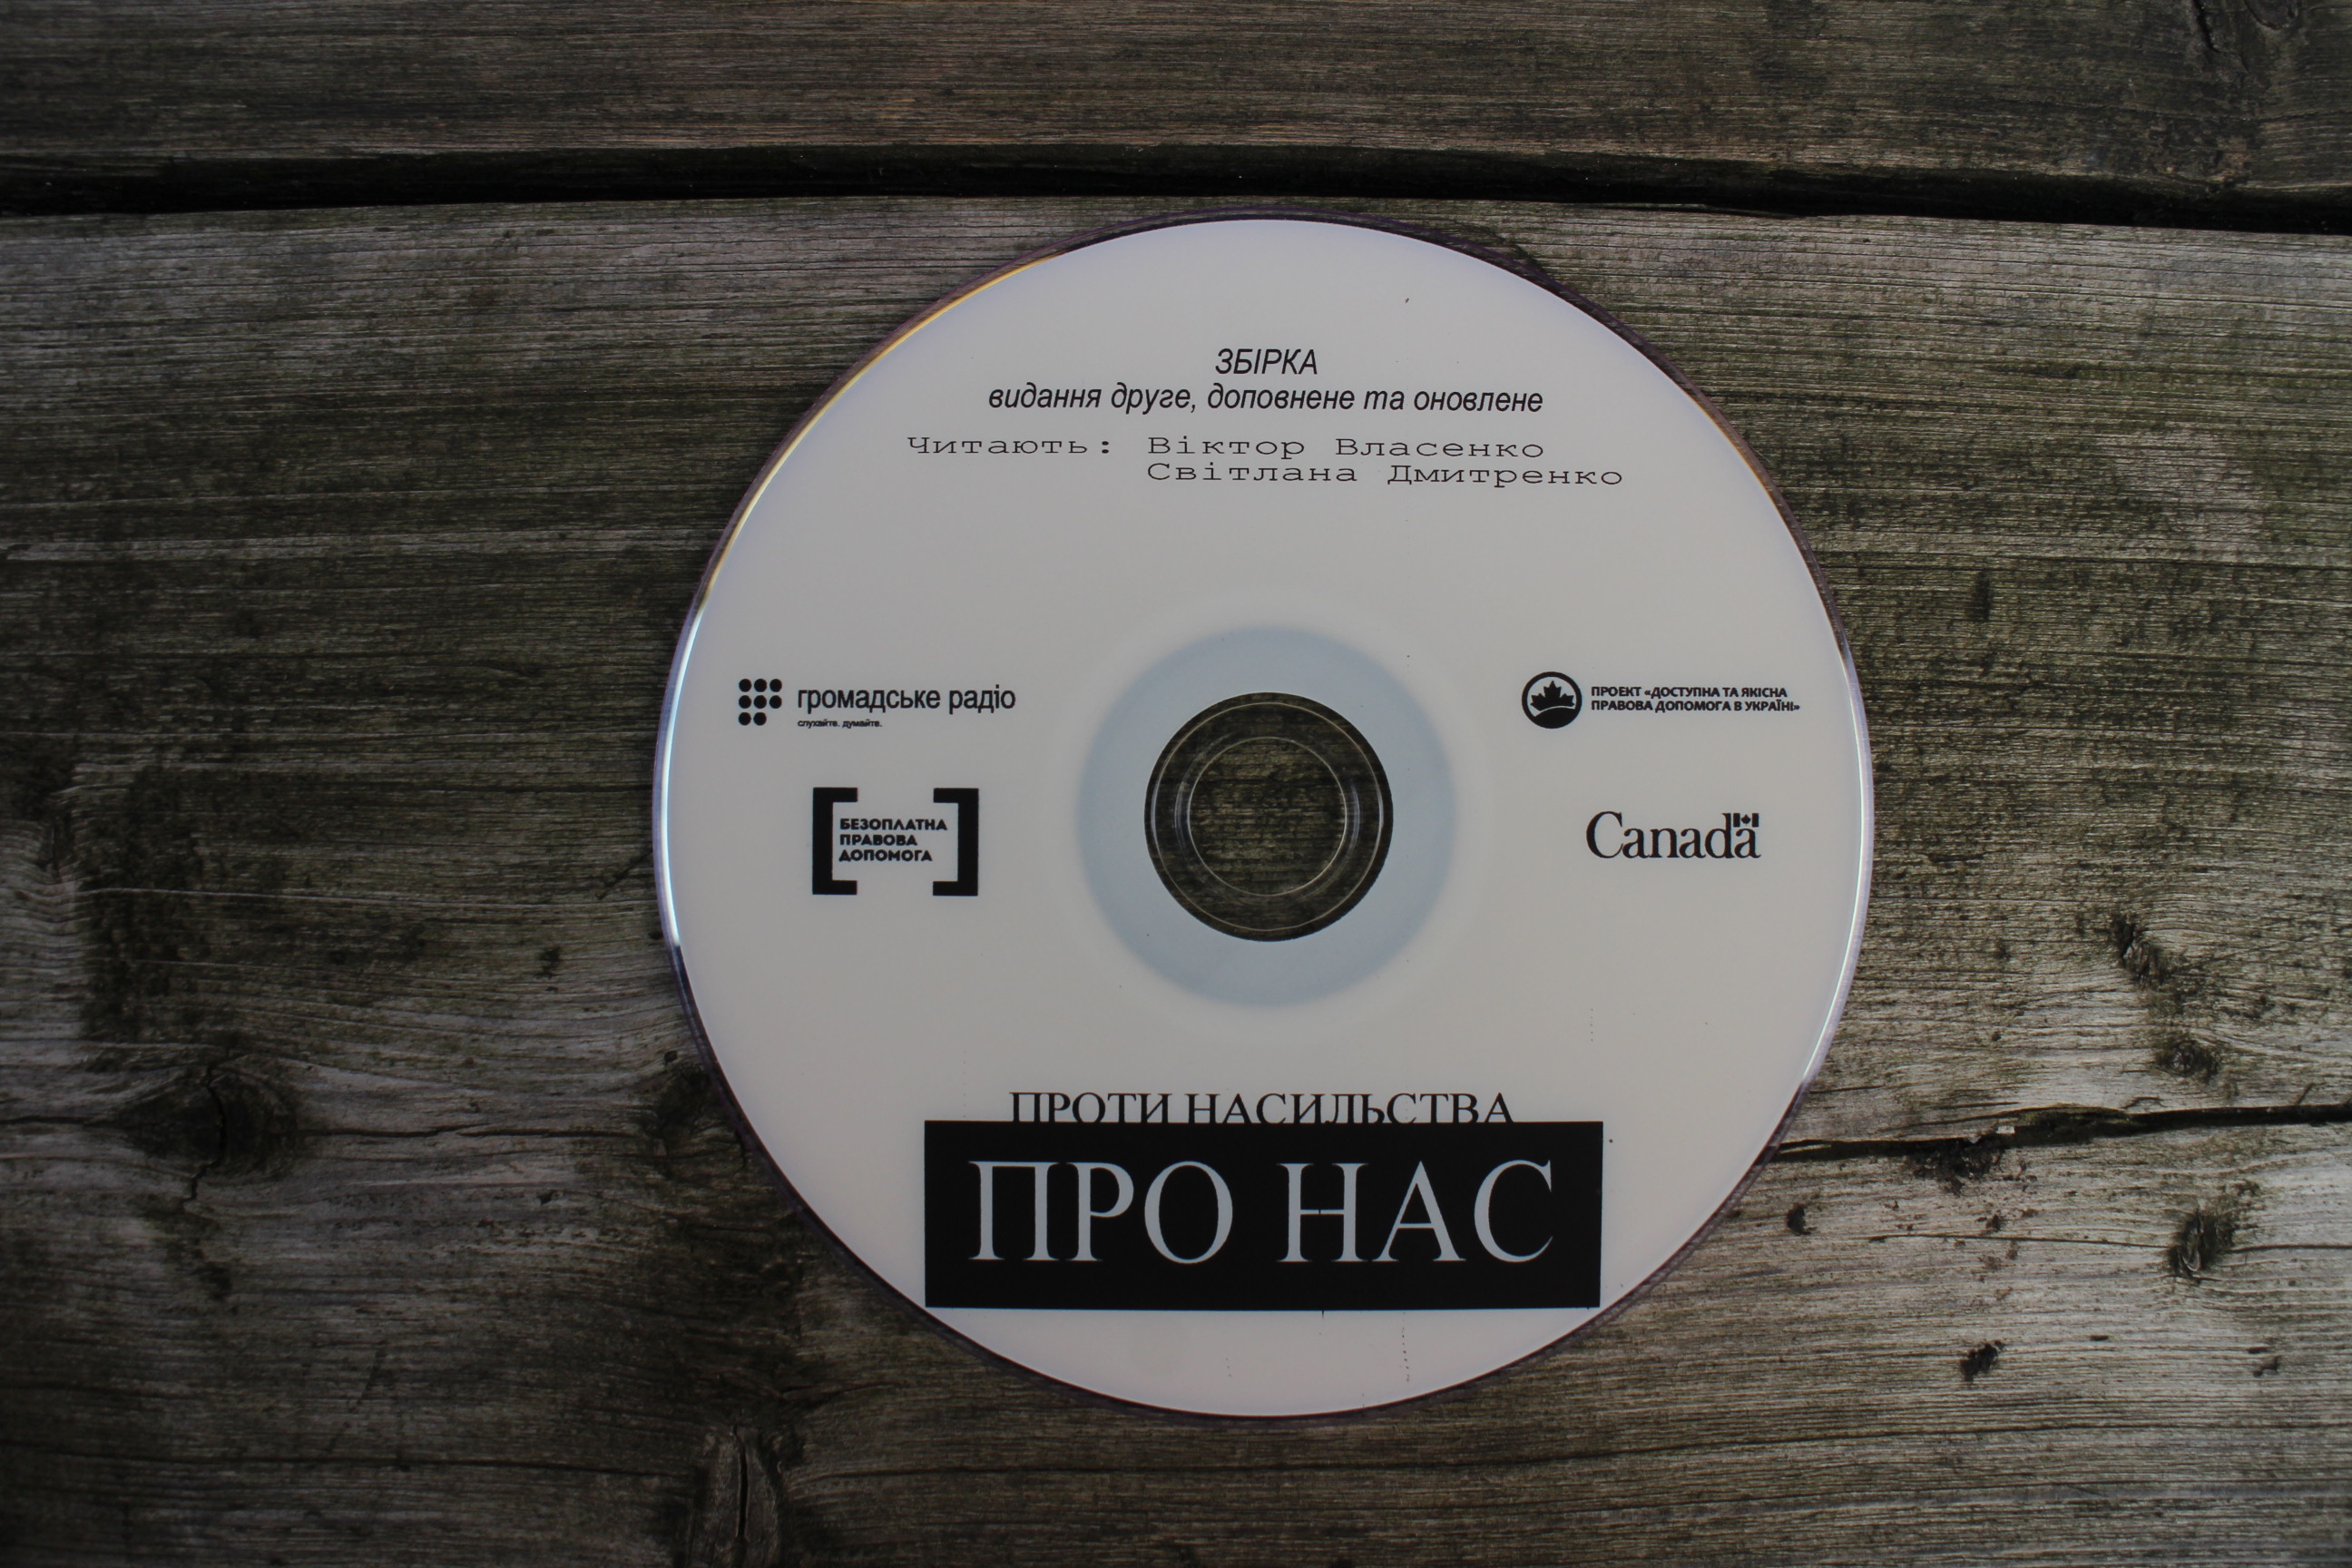 ЗБІРКА
видання друге, доповнене та оновлене
Читають: Віктор Власенко
Світлана Дмитренко
громадське радіо
слухайте. думайте.
ПРОЕКТ «ДОСТУПНА ТА ЯКІСНА
ПРАВОВА ДОПОМОГА В УКРАЇНІ»
БЕЗОПЛАТНА
ПРАВОВА
ДОПОМОГА
Canada
ПРОТИ НАСИЛЬСТВА
ПРО НАС